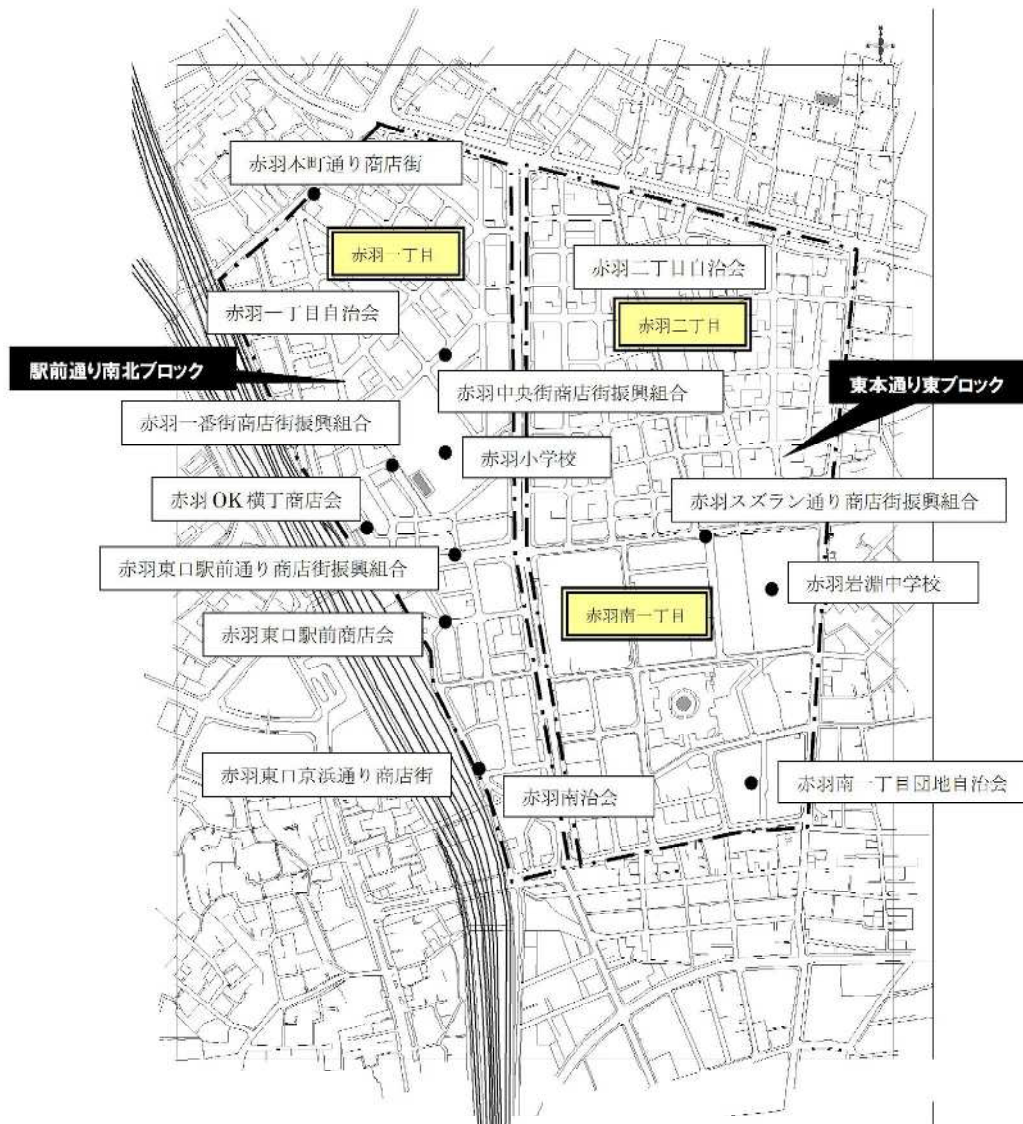 赤羽本町通り商店街
赤羽一丁目
赤羽二丁目自治会
赤羽一丁目自治会
赤羽二丁目
駅前通り南北ブロック
東本通り東ブロック
赤羽中央街商店街振興組合
赤羽一番街商店街振興組合
赤羽小学校
赤羽OK横丁商店会
赤羽スズラン通り商店街振興組合
赤羽東口駅前通り商店街振興組合
赤羽岩淵中学校
赤羽南一丁目
赤羽東口駅前商店会
赤羽東口京浜通り商店街
赤羽南治会
赤羽南一丁目団地自治会